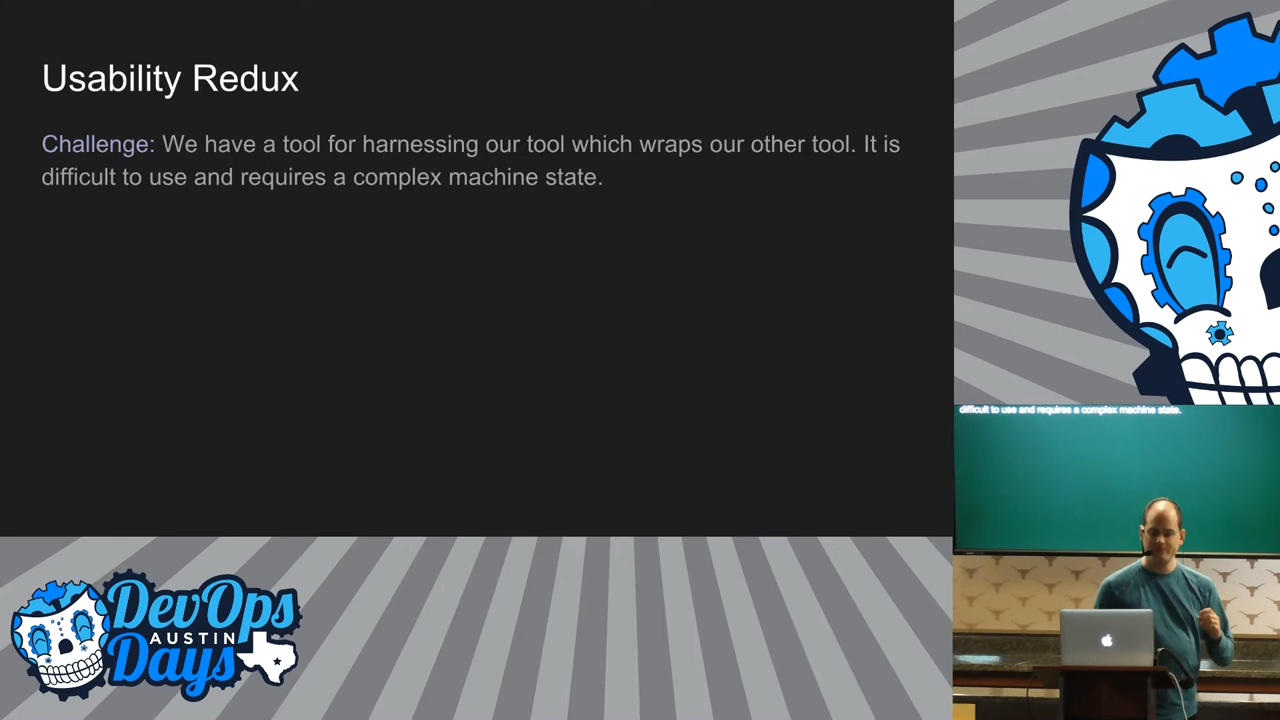 Usability Redux
Challenge: We have a tool for harnessing our tool which wraps our other tool. It is
difficult to use and requires a complex machine state.
difficult to use and requires a complex machine state.
DevOps
AUSTIN
Days